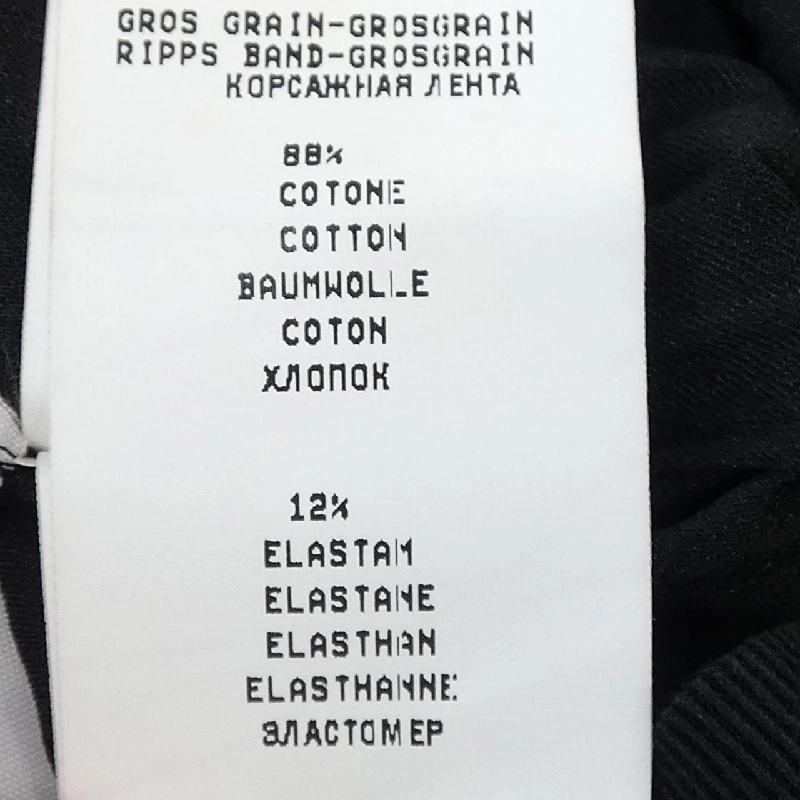 GROS GRAIN-GROSGRAIN
RIPPS BAND-GROSGRAIN
КОРСАЖНАЯ ЛЕНТА
88%
COTONE
COTTON
BAUMWOLLE
COTON
ХЛОПОК
12%
ELASTAM
ELASTANE
ELASTHAN
ELASTHANNE
ЭЛАСТОМЕР